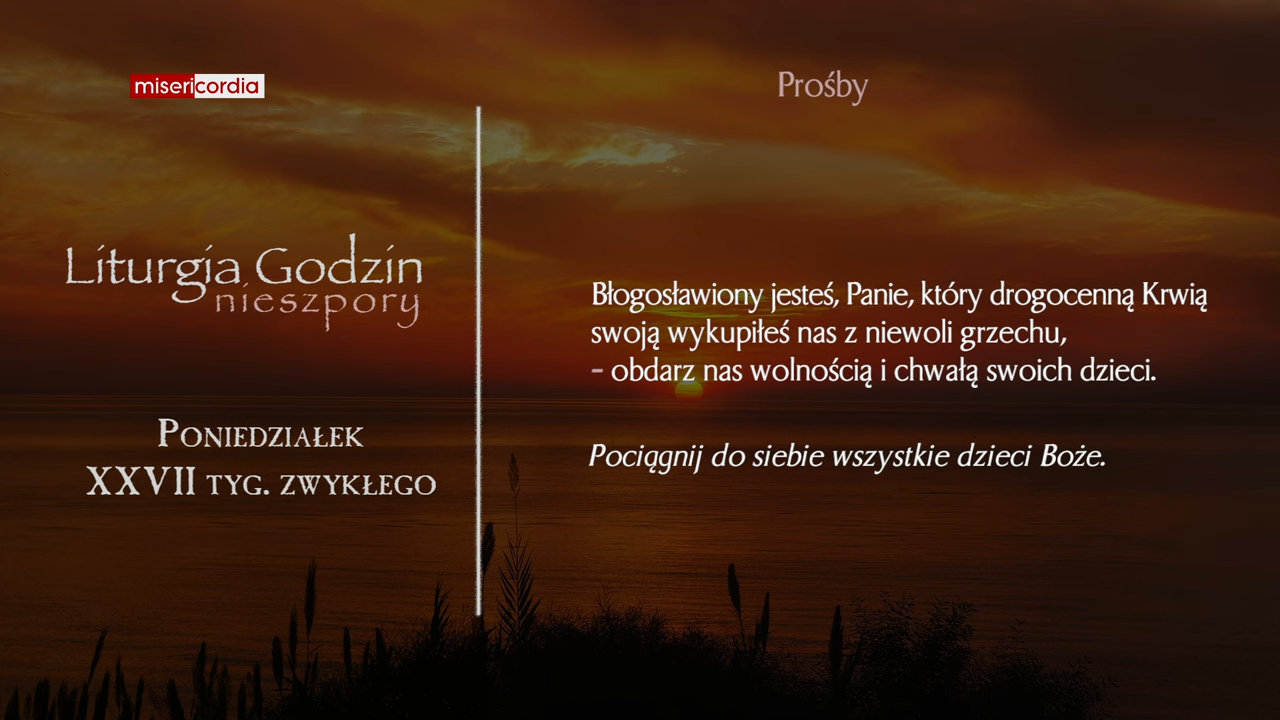 misericordia
Liturgia Godzin
nieszpory
Poniedziałek
XXVII tyg. zwykłego
Prośby
Błogosławiony jesteś, Panie, który drogocenną Krwią
swoją wykupiłeś nas z niewoli grzechu,
- obdarz nas wolnością i chwałą swoich dzieci.
Pociągnij do siebie wszystkie dzieci Boże.